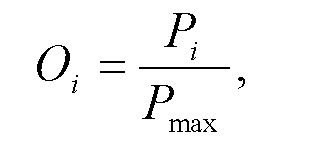 O_i = P_i / P_max,